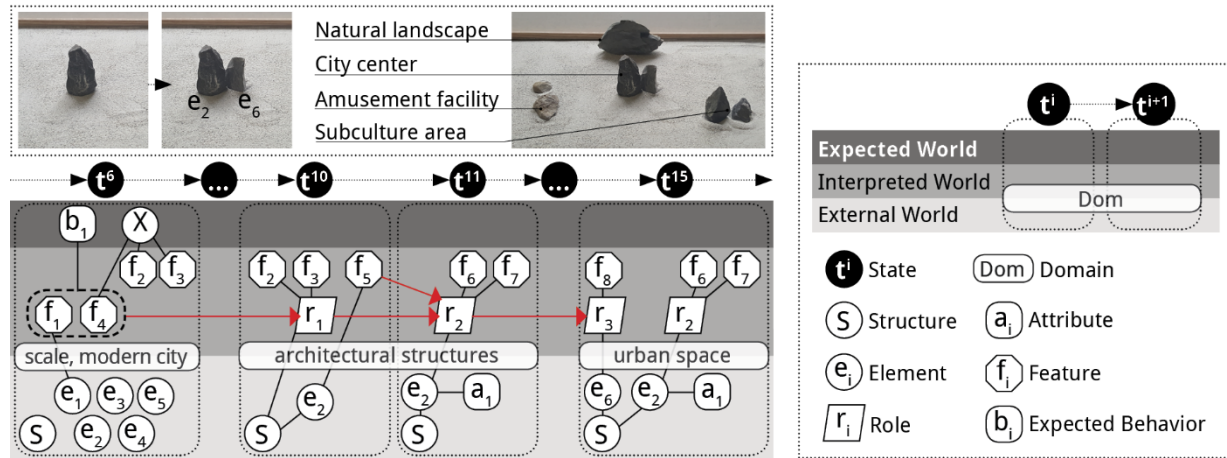 e2 e6
Natural landscape
City center
Amusement facility
Subculture area
t6 ... t10 t11 ... t15
b1 X
f2 f3 f2 f3 f5 f6 f7 f8 f6 f7
f1 f4 r1 r2 r3 r2
scale, modern city architectural structures urban space
e1 e3 e5 e2 e2 a1 e6 e2 a1
S e2 e4 S S S
ti ti+1
Expected World
Interpreted World
Dom
External World
ti State Dom Domain
S Structure ai Attribute
ei Element fi Feature
ri Role bi Expected Behavior